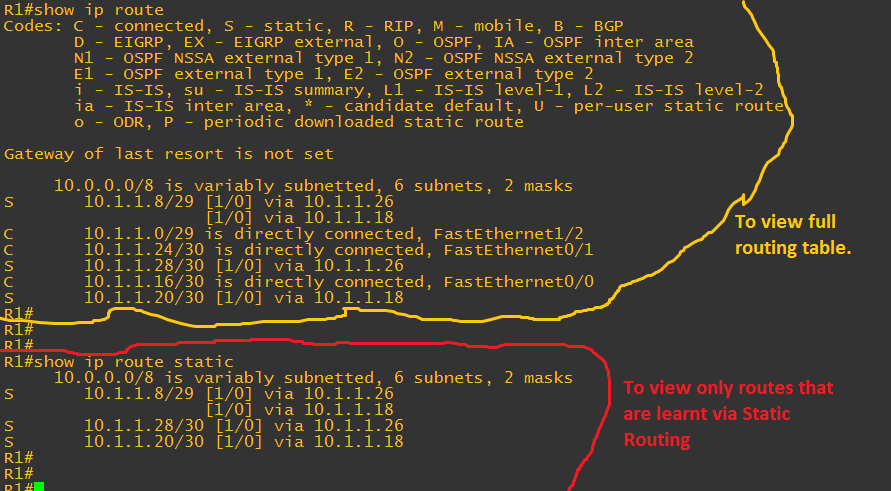 R1#show ip route
Codes: C - connected, S - static, R - RIP, M - mobile, B - BGP
D - EIGRP, EX - EIGRP external, O - OSPF, IA - OSPF inter area
N1 - OSPF NSSA external type 1, N2 - OSPF NSSA external type 2
E1 - OSPF external type 1, E2 - OSPF external type 2
i - IS-IS, su - IS-IS summary, L1 - IS-IS level-1, L2 - IS-IS level-2
ia - IS-IS inter area, * - candidate default, U - per-user static route
o - ODR, P - periodic downloaded static route
Gateway of last resort is not set
10.0.0.0/8 is variably subnetted, 6 subnets, 2 masks
S 10.1.1.8/29 [1/0] via 10.1.1.26
[1/0] via 10.1.1.18
C 10.1.1.0/29 is directly connected, FastEthernet1/2
C 10.1.1.24/30 is directly connected, FastEthernet0/1
S 10.1.1.28/30 [1/0] via 10.1.1.26
C 10.1.1.16/30 is directly connected, FastEthernet0/0
S 10.1.1.20/30 [1/0] via 10.1.1.18
R1#
R1#
R1#
To view full
routing table.
R1#show ip route static
10.0.0.0/8 is variably subnetted, 6 subnets, 2 masks
S 10.1.1.8/29 [1/0] via 10.1.1.26
[1/0] via 10.1.1.18
S 10.1.1.28/30 [1/0] via 10.1.1.26
S 10.1.1.20/30 [1/0] via 10.1.1.18
R1#
R1#
R1#
To view only routes that
are learnt via Static
Routing